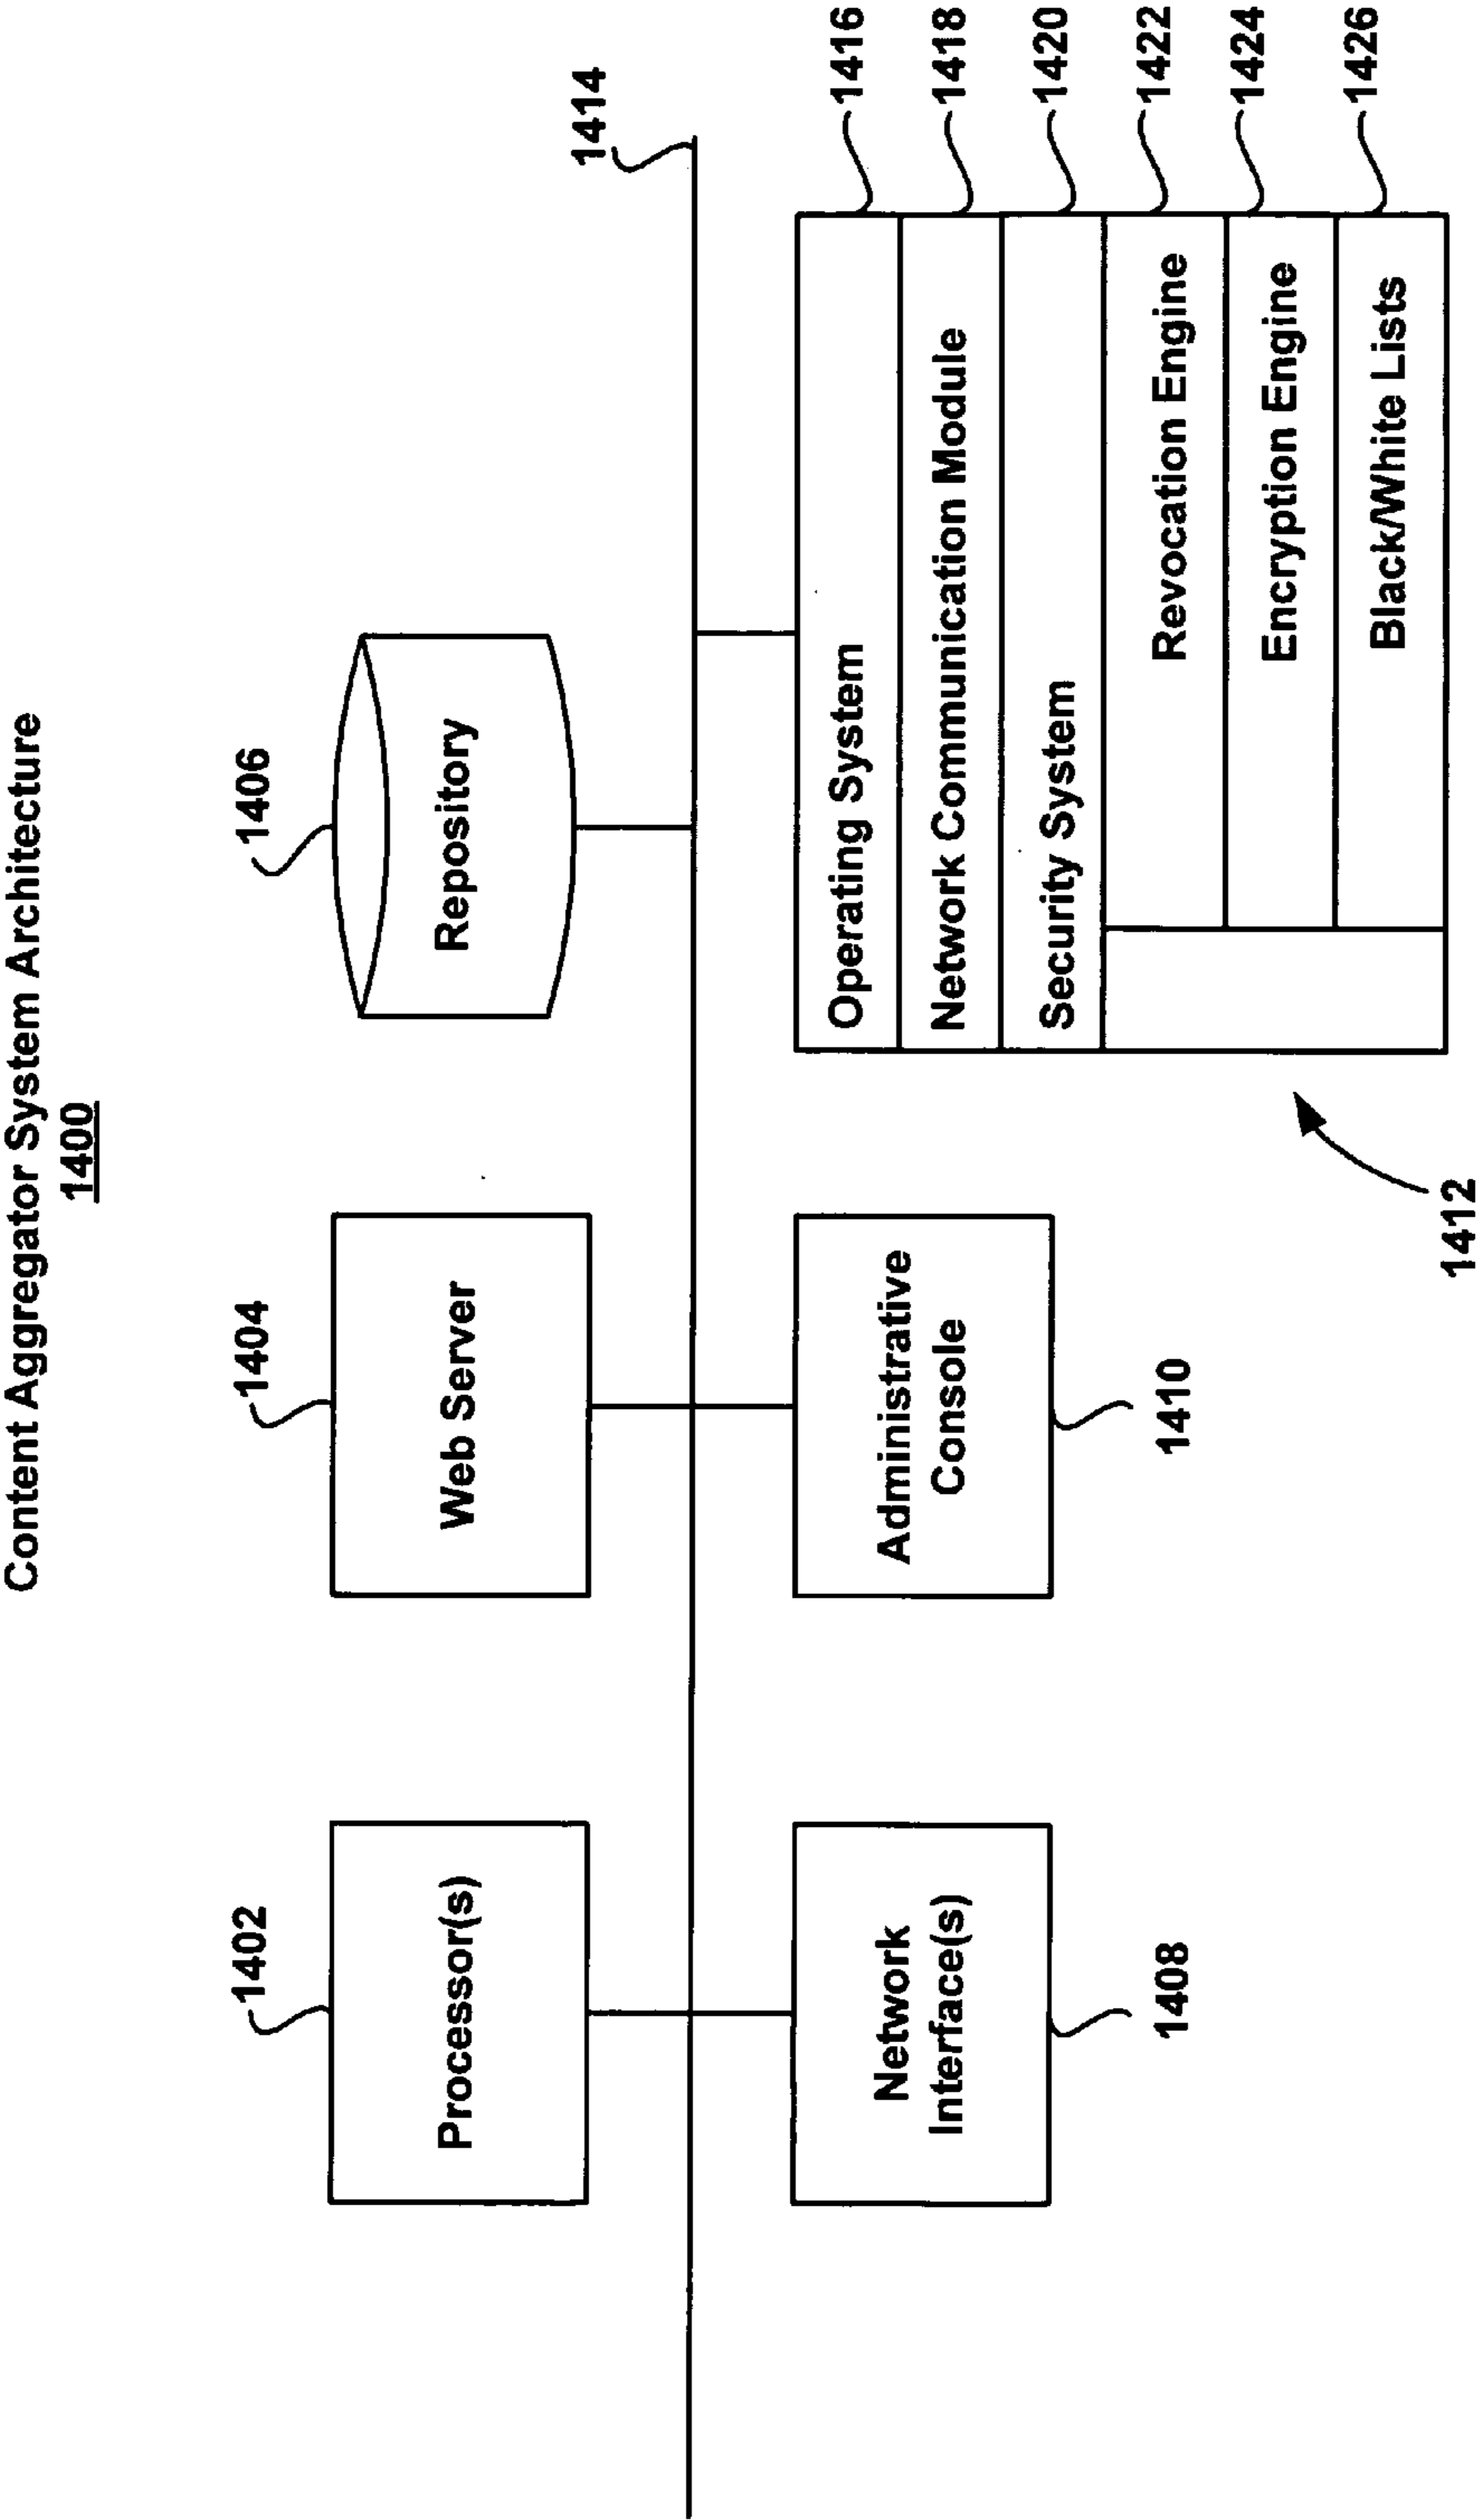 Content Aggregator System Architecture
1400
1402
1404
1406
Processor(s)
Web Server
Repository
1414
Network
Interface(s)
1408
Administrative
Console
1410
Operating System
1416
Network Communication Module
1418
Security System
1420
Revocation Engine
1422
Encryption Engine
1424
Black/White Lists
1426
1412